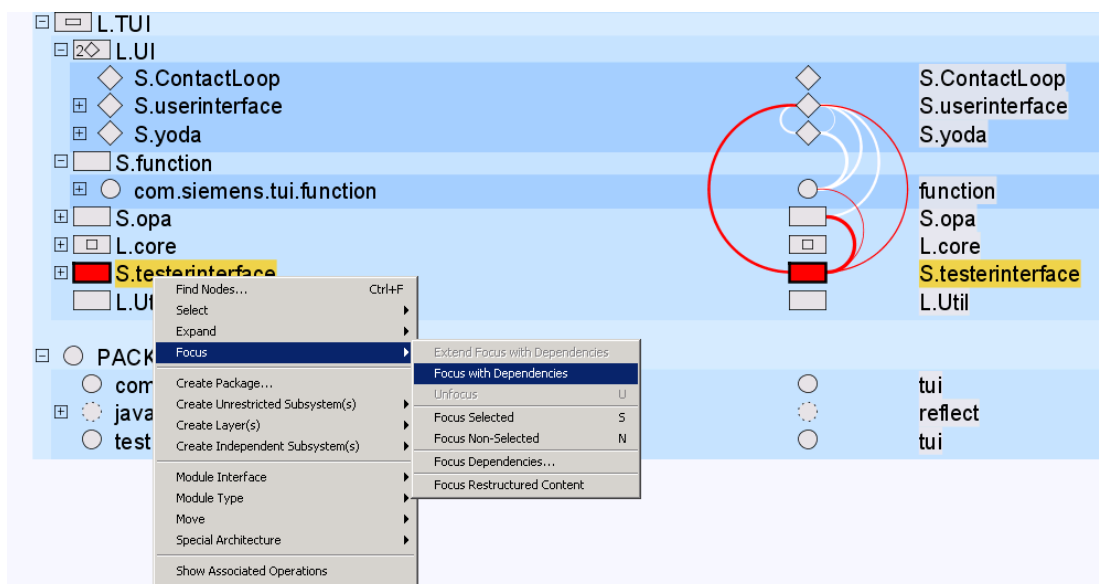 L.TUI
2 L.UI
S.ContactLoop S.ContactLoop
S.userinterface S.userinterface
S.yoda S.yoda
S.function
com.siemens.tui.function function
S.opa S.opa
L.core L.core
S.testerinterface S.testerinterface
L.Ut L.Util
Find Nodes... Ctrl+F
Select
Expand
Focus
Create Package...
Create Unrestricted Subsystem(s)
Create Layer(s)
Create Independent Subsystem(s)
Module Interface
Module Type
Move
Special Architecture
Show Associated Operations
Extend Focus with Dependencies
Focus with Dependencies
Unfocus U
Focus Selected S
Focus Non-Selected N
Focus Dependencies...
Focus Restructured Content
PACK
com tui
java reflect
test tui